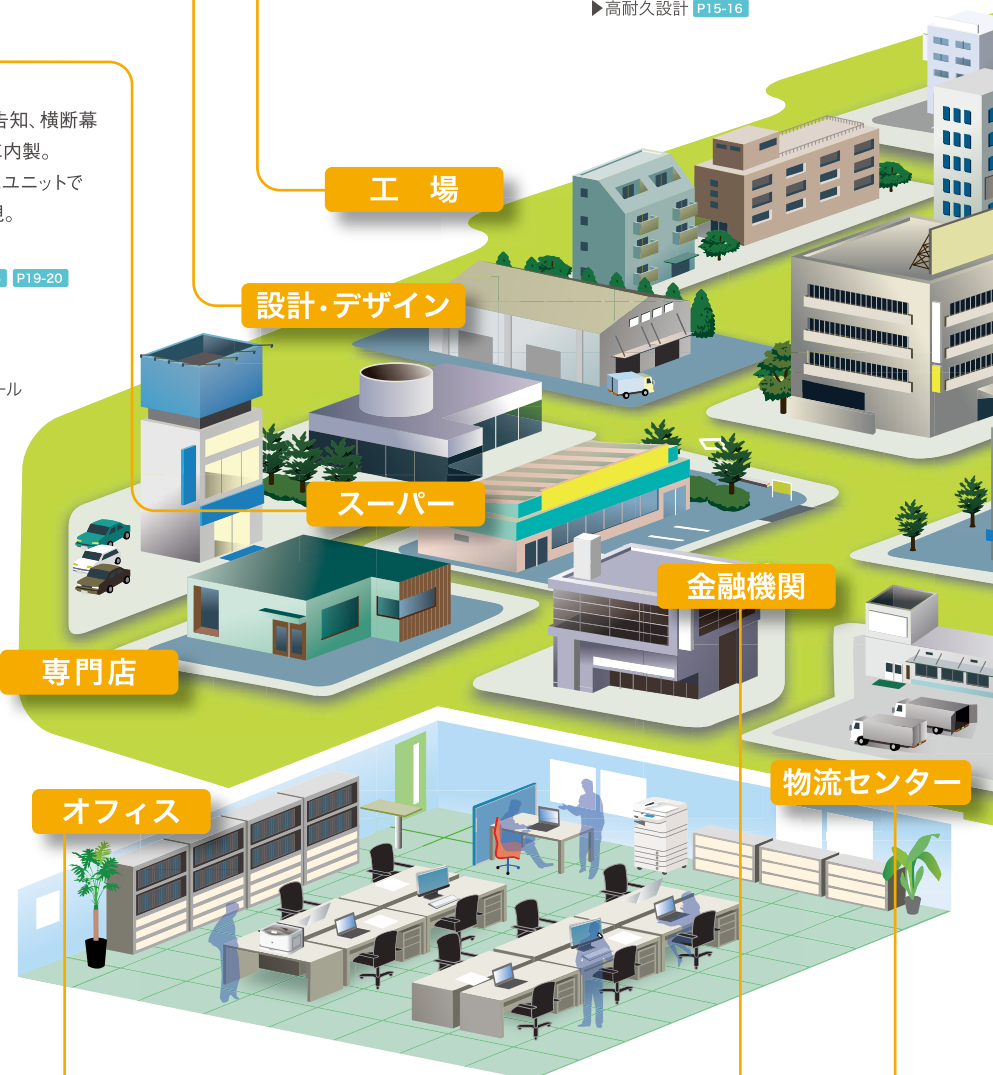 ▶高耐久設計 P15-16
告知、横断幕
内製。
ユニットで
P19-20
ール
工 場
設計・デザイン
スーパー
金融機関
専門店
物流センター
オフィス